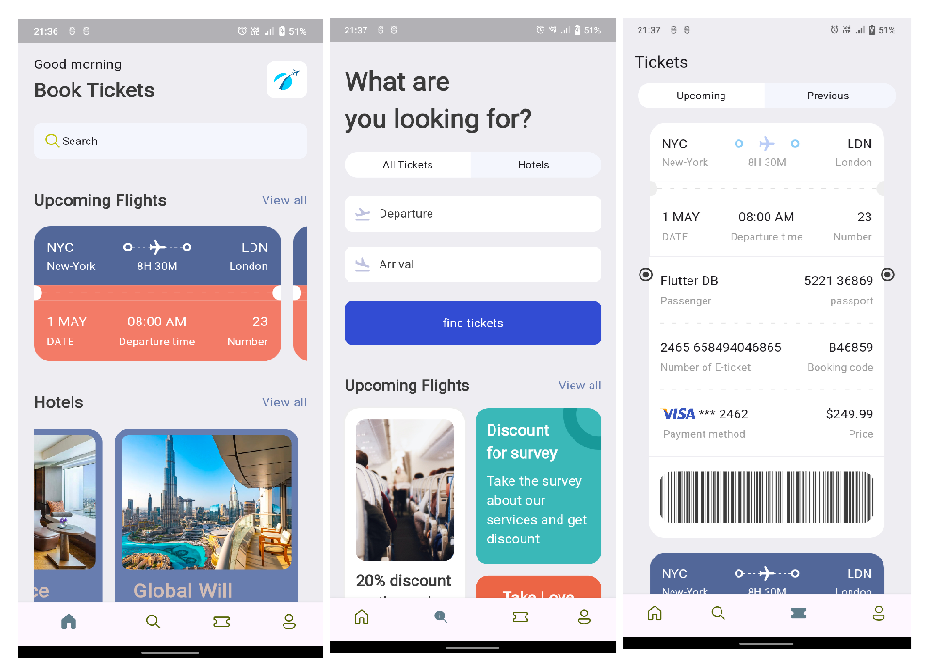 21:36
51%
Good morning
Book Tickets
Search
Upcoming Flights View all
NYC LDN
New-York 8H 30M London
1 MAY 08:00 AM 23
DATE Departure time Number
Hotels View all
ce
Global Will
21:37
51%
What are
you looking for?
All Tickets Hotels
Departure
Arrival
find tickets
Upcoming Flights View all
20% discount
Discount
for survey
Take the survey
about our
services and get
discount
Take Love
21:37
51%
Tickets
Upcoming Previous
NYC LDN
New-York 8H 30M London
1 MAY 08:00 AM 23
DATE Departure time Number
Flutter DB 5221 36869
Passenger passport
2465 658494046865 B46859
Number of E-ticket Booking code
VISA *** 2462 $249.99
Payment method Price
NYC LDN
New-York 8H 30M London